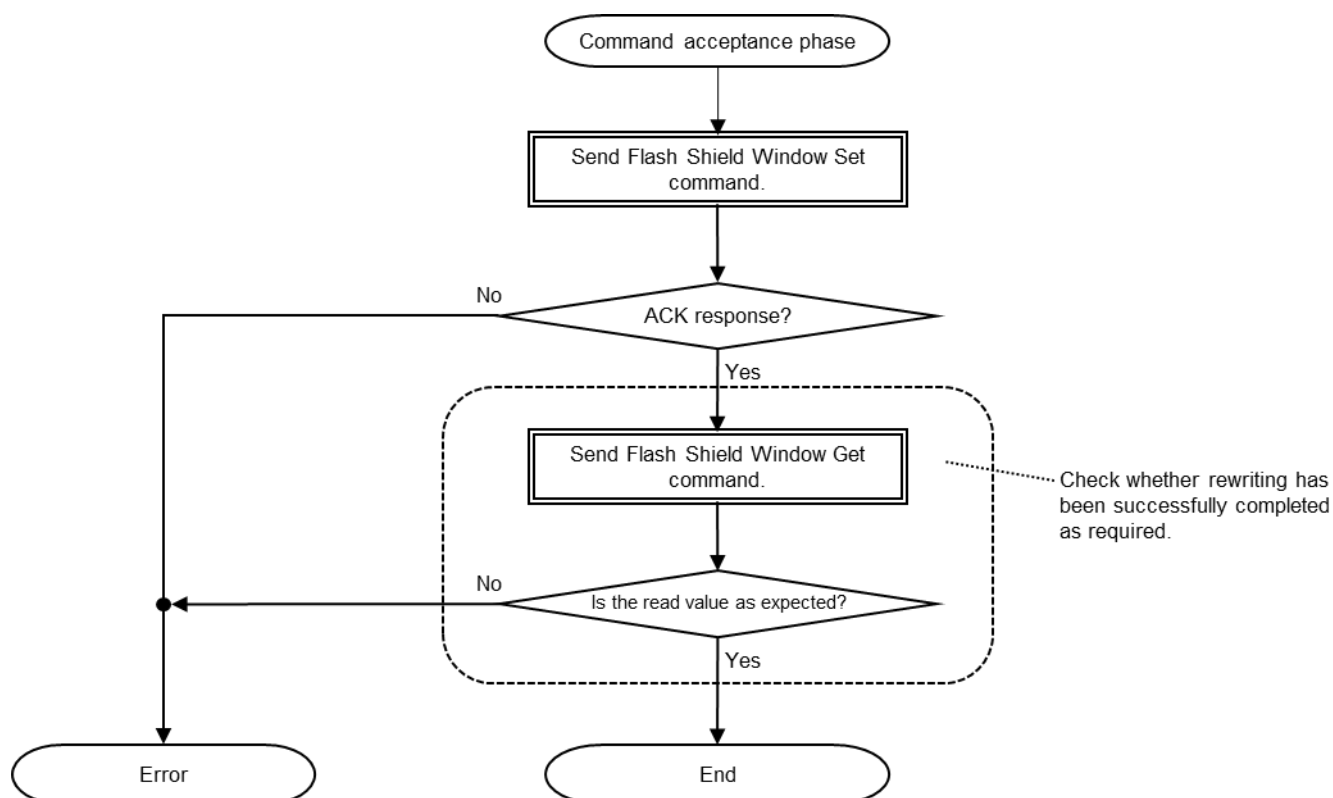 Command acceptance phase
Send Flash Shield Window Set
command.
No
ACK response?
Yes
Send Flash Shield Window Get
command.
Check whether rewriting has
been successfully completed
as required.
No
Is the read value as expected?
Yes
Error
End